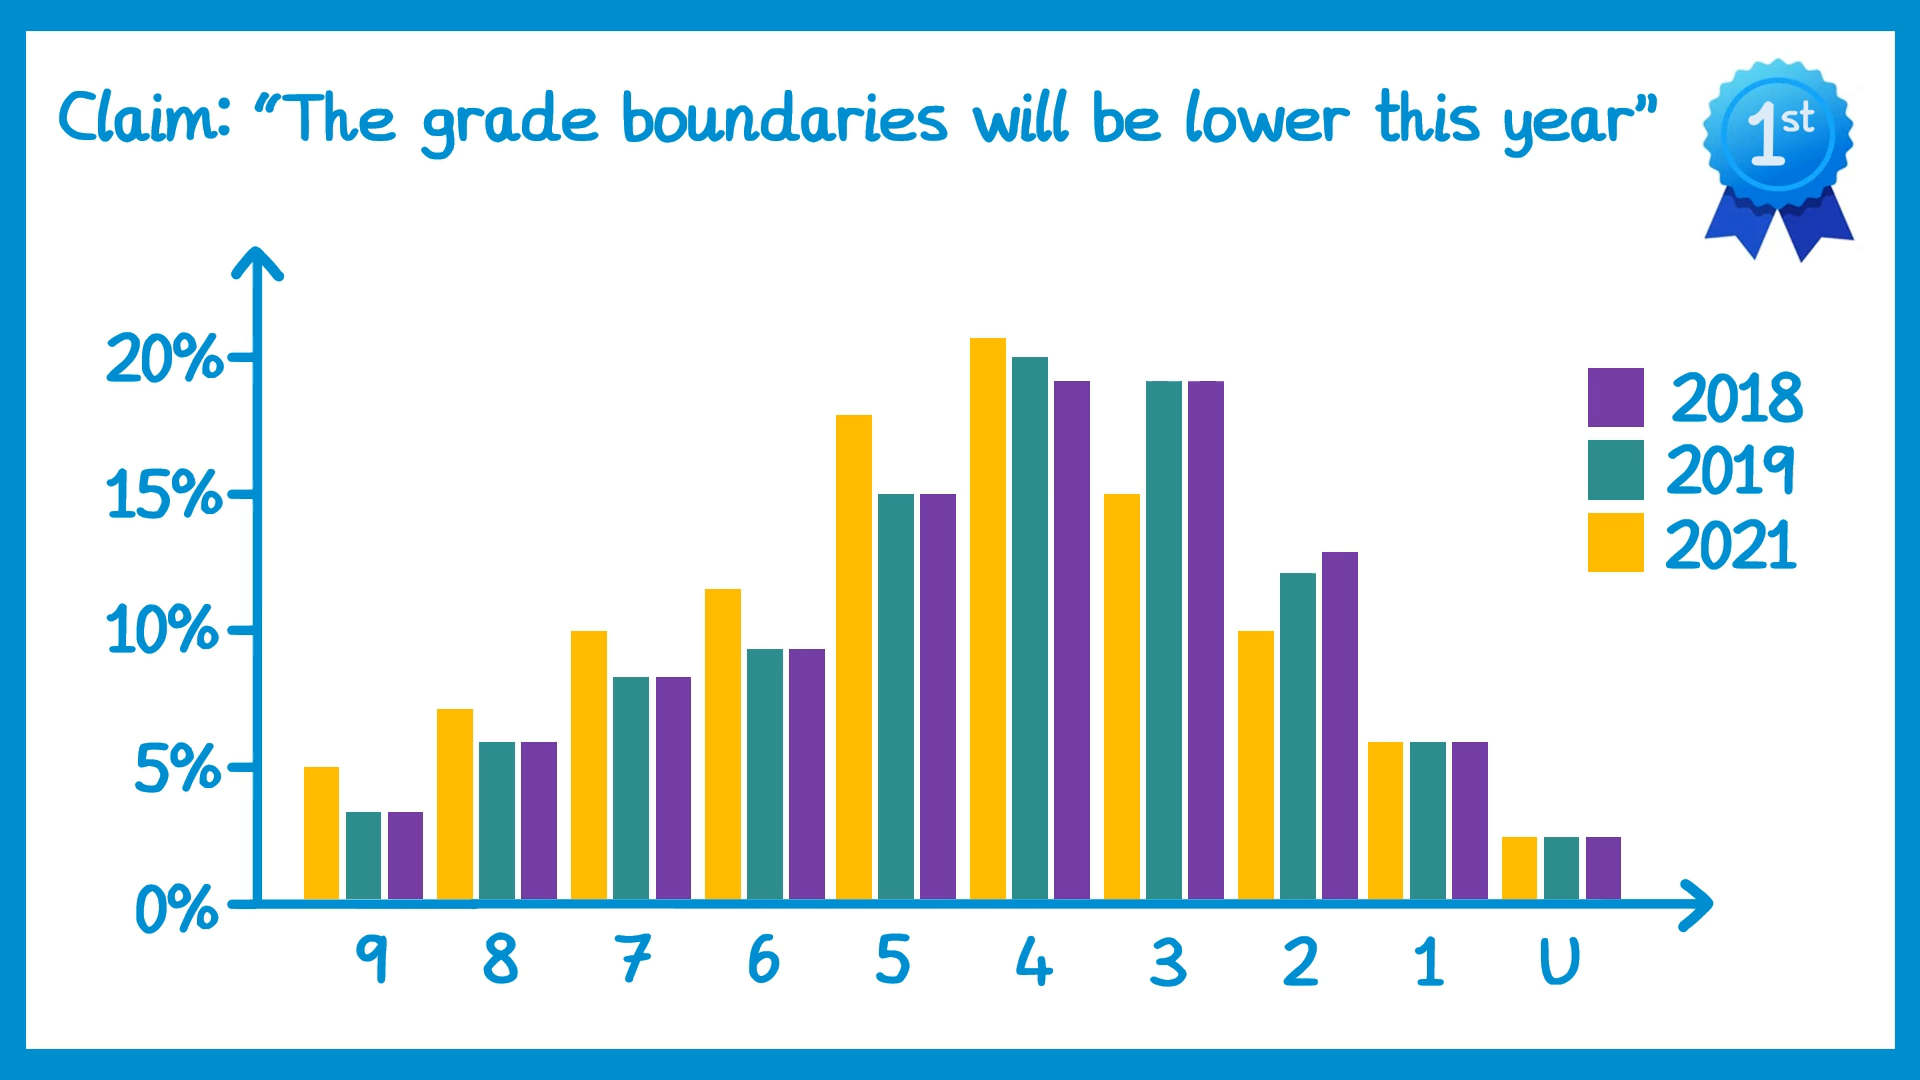 Claim: “The grade boundaries will be lower this year”
1st
20%
15%
10%
5%
0%
9 8 7 6 5 4 3 2 1 U
2018
2019
2021